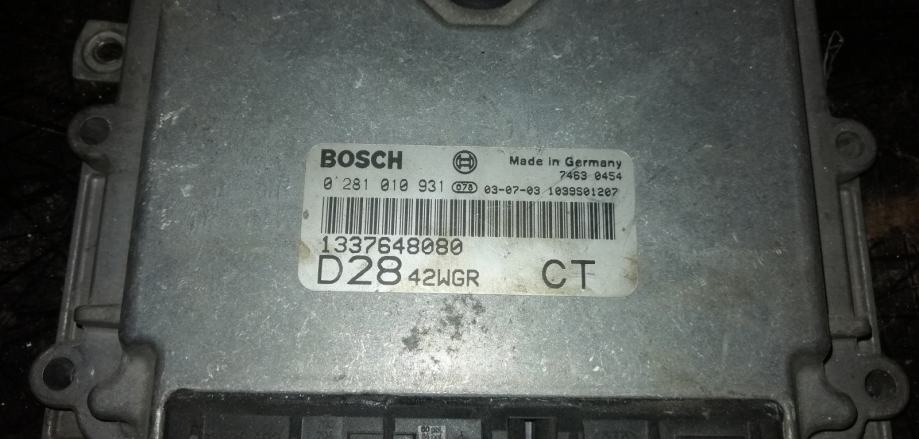 BOSCH Made in Germany
7463 0454
0 281 010 931 078 03-07-03 1039S01207
1337648080
D28 42WGR CT